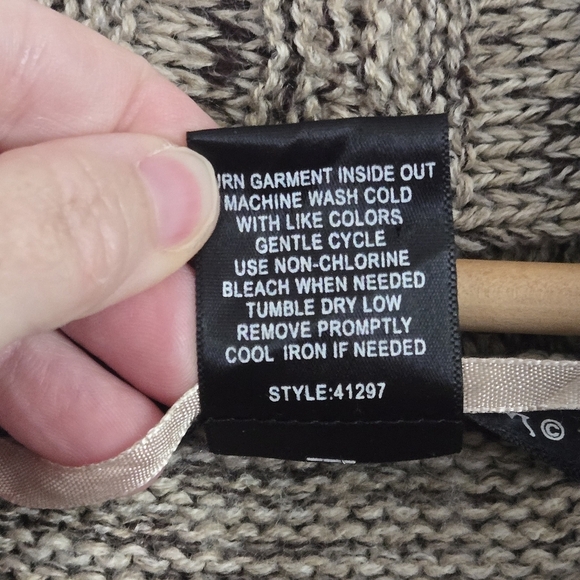 GARMENT INSIDE OUT
MACHINE WASH COLD
WITH LIKE COLORS
GENTLE CYCLE
USE NON-CHLORINE
BLEACH WHEN NEEDED
TUMBLE DRY LOW
REMOVE PROMPTLY
COOL IRON IF NEEDED
STYLE:41297
©